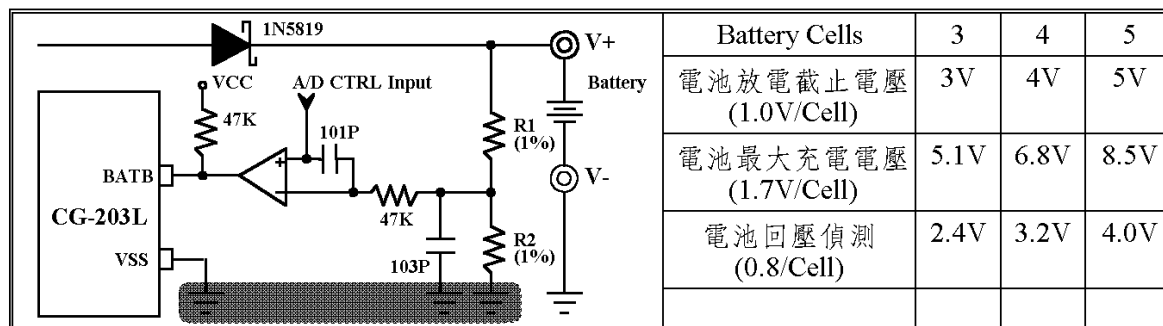 1N5819
V+
VCC
A/D CTRL Input
Battery
47K
101P
R1
(1%)
+
BATB
-
V-
CG-203L
47K
R2
(1%)
VSS
103P
Battery Cells 3 4 5
電池放電截止電壓 3V 4V 5V
(1.0V/Cell)
電池最大充電電壓 5.1V 6.8V 8.5V
(1.7V/Cell)
電池回壓偵測 2.4V 3.2V 4.0V
(0.8/Cell)